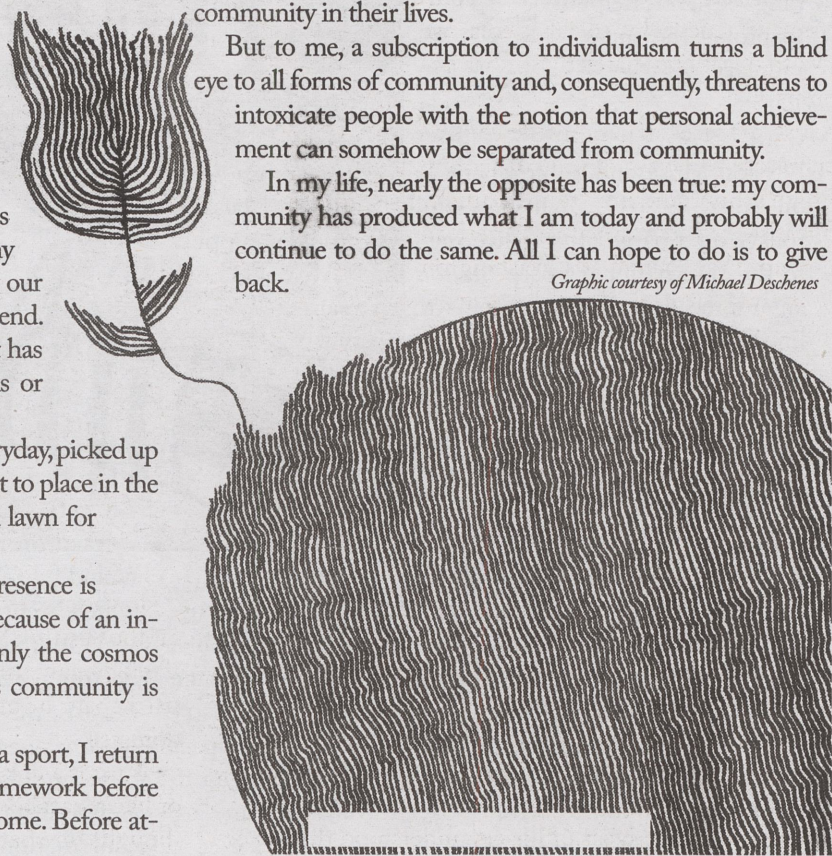 s
y
our
end.
has
s or
ryday, picked up
t to place in the
lawn for
resence is
ecause of an in-
nly the cosmos
community is
a sport, I return
mework before
ome. Before at-
community in their lives.
But to me, a subscription to individualism turns a blind
eye to all forms of community and, consequently, threatens to
intoxicate people with the notion that personal achieve-
ment can somehow be separated from community.
In my life, nearly the opposite has been true: my com-
munity has produced what I am today and probably will
continue to do the same. All I can hope to do is to give
back.
Graphic courtesy of Michael Deschenes